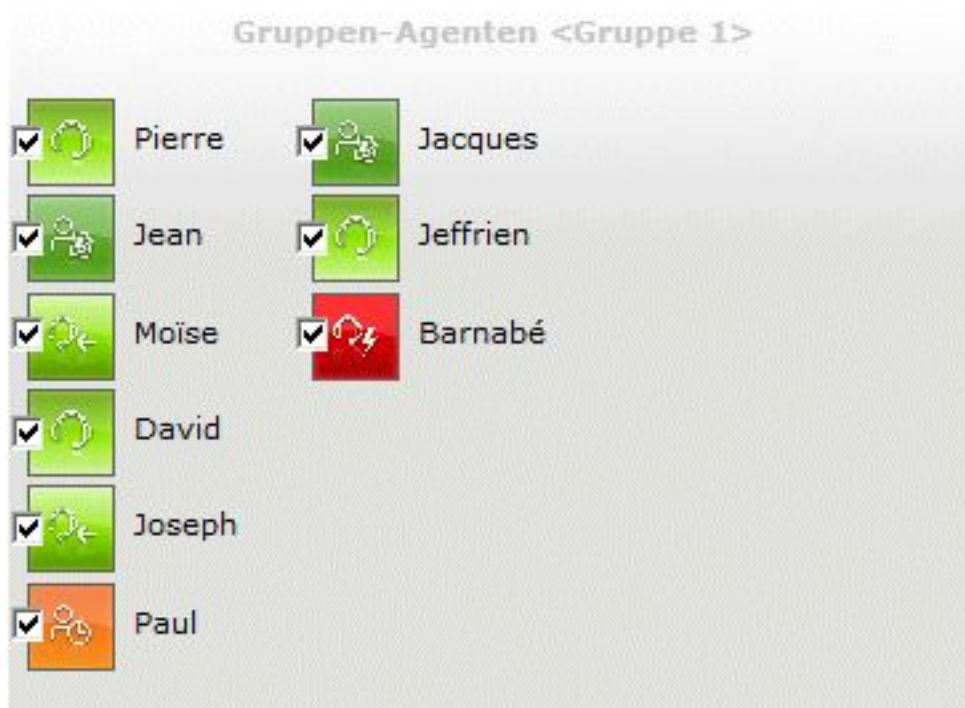 Gruppen-Agenten <Gruppe 1>
Pierre
Jean
Moïse
David
Joseph
Paul
Jacques
Jeffrien
Barnabé